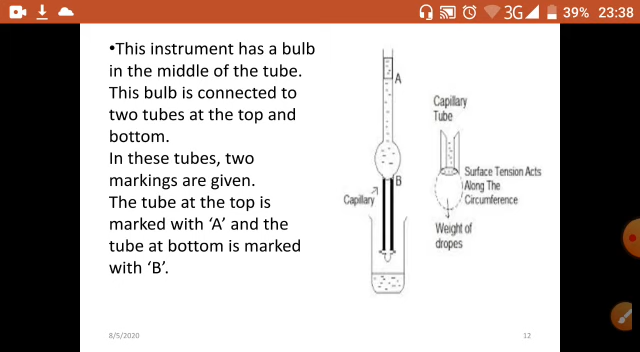 3G 39% 23:38
•This instrument has a bulb
in the middle of the tube.
This bulb is connected to
two tubes at the top and
bottom.
In these tubes, two
markings are given.
The tube at the top is
marked with ‘A’ and the
tube at bottom is marked
with ‘B’.
A
B
Capillary
Capillary
Tube
Surface Tension Acts
Along The
Circumference
Weight of
dropes
8/5/2020
12